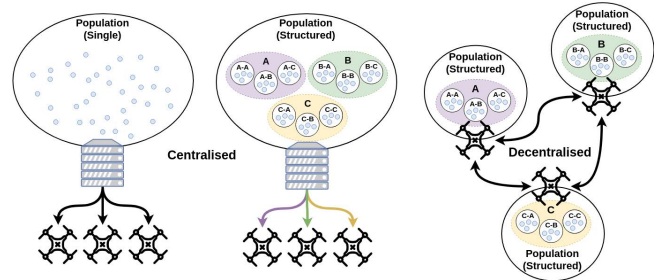 Population
(Single)
Population
(Structured)
A
A-A
A-B
A-C
B
B-A
B-B
B-C
C
C-A
C-B
C-C
Centralised
Population
(Structured)
A
A-A
A-B
A-C
Population
(Structured)
B
B-A
B-B
B-C
Decentralised
C
C-A
C-B
C-C
Population
(Structured)